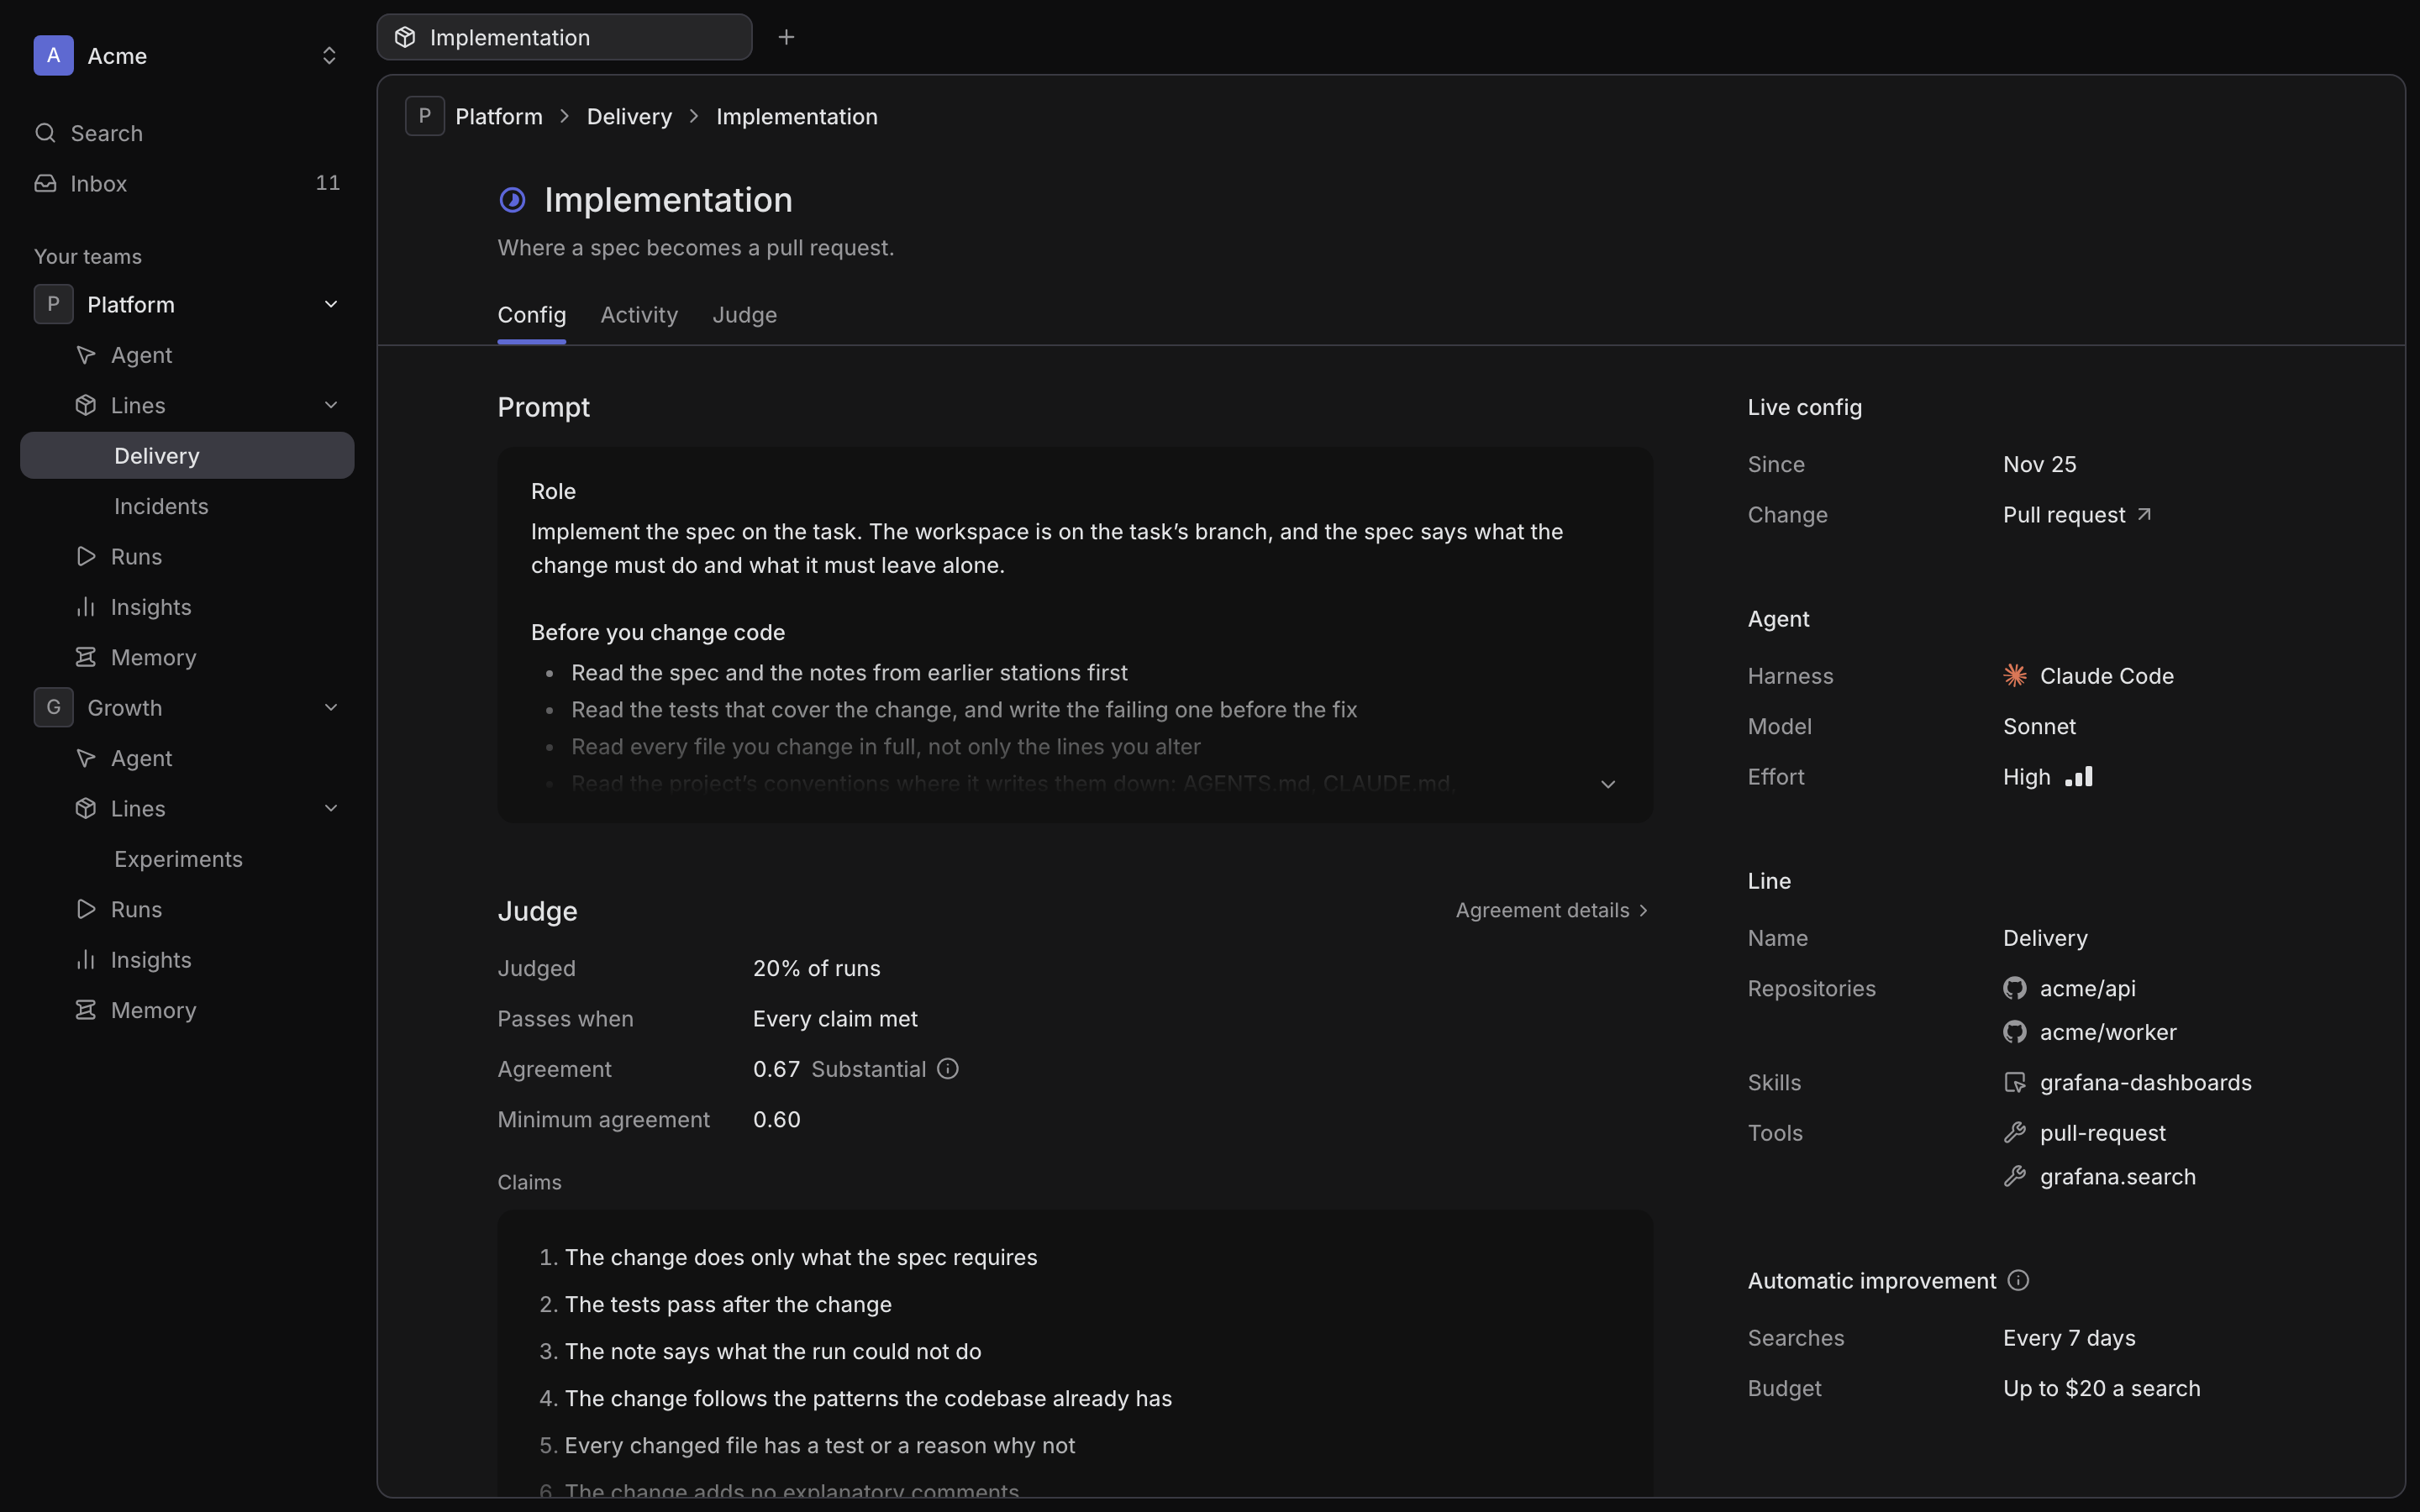 A Acme
Search
Inbox 11
Your teams
P Platform
Agent
Lines
Delivery
Incidents
Runs
Insights
Memory
G Growth
Agent
Lines
Experiments
Runs
Insights
Memory
Implementation
P Platform Delivery Implementation
Implementation
Where a spec becomes a pull request.
Config Activity Judge
Prompt
Role
Implement the spec on the task. The workspace is on the task’s branch, and the spec says what the
change must do and what it must leave alone.
Before you change code
• Read the spec and the notes from earlier stations first
• Read the tests that cover the change, and write the failing one before the fix
• Read every file you change in full, not only the lines you alter
• Read the project’s conventions where it writes them down: AGENTS.md, CLAUDE.md,
Judge
Agreement details
Judged 20% of runs
Passes when Every claim met
Agreement 0.67 Substantial
Minimum agreement 0.60
Claims
1. The change does only what the spec requires
2. The tests pass after the change
3. The note says what the run could not do
4. The change follows the patterns the codebase already has
5. Every changed file has a test or a reason why not
6. The change adds no explanatory comments
Live config
Since Nov 25
Change Pull request
Agent
Harness Claude Code
Model Sonnet
Effort High
Line
Name Delivery
Repositories acme/api
acme/worker
Skills grafana-dashboards
Tools pull-request
grafana.search
Automatic improvement
Searches Every 7 days
Budget Up to $20 a search